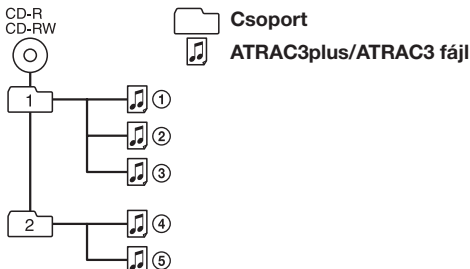 CD-R
CD-RW
Csoport
ATRAC3plus/ATRAC3 fájl
1
①
②
③
2
④
⑤